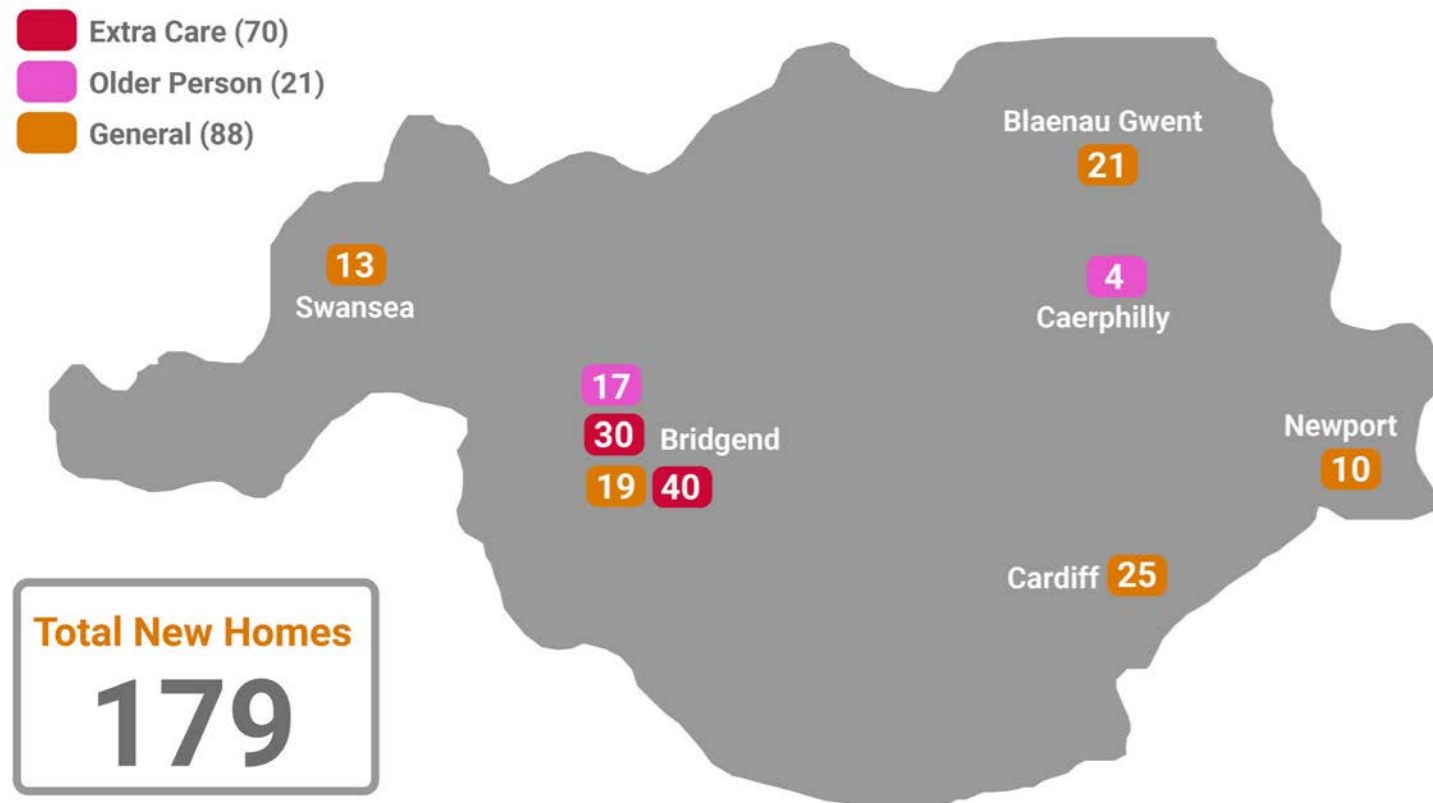 Extra Care (70)
Older Person (21)
General (88)
Blaenau Gwent
21
13
Swansea
4
Caerphilly
17
30 Bridgend
19 40
Newport
10
Cardiff 25
Total New Homes
179